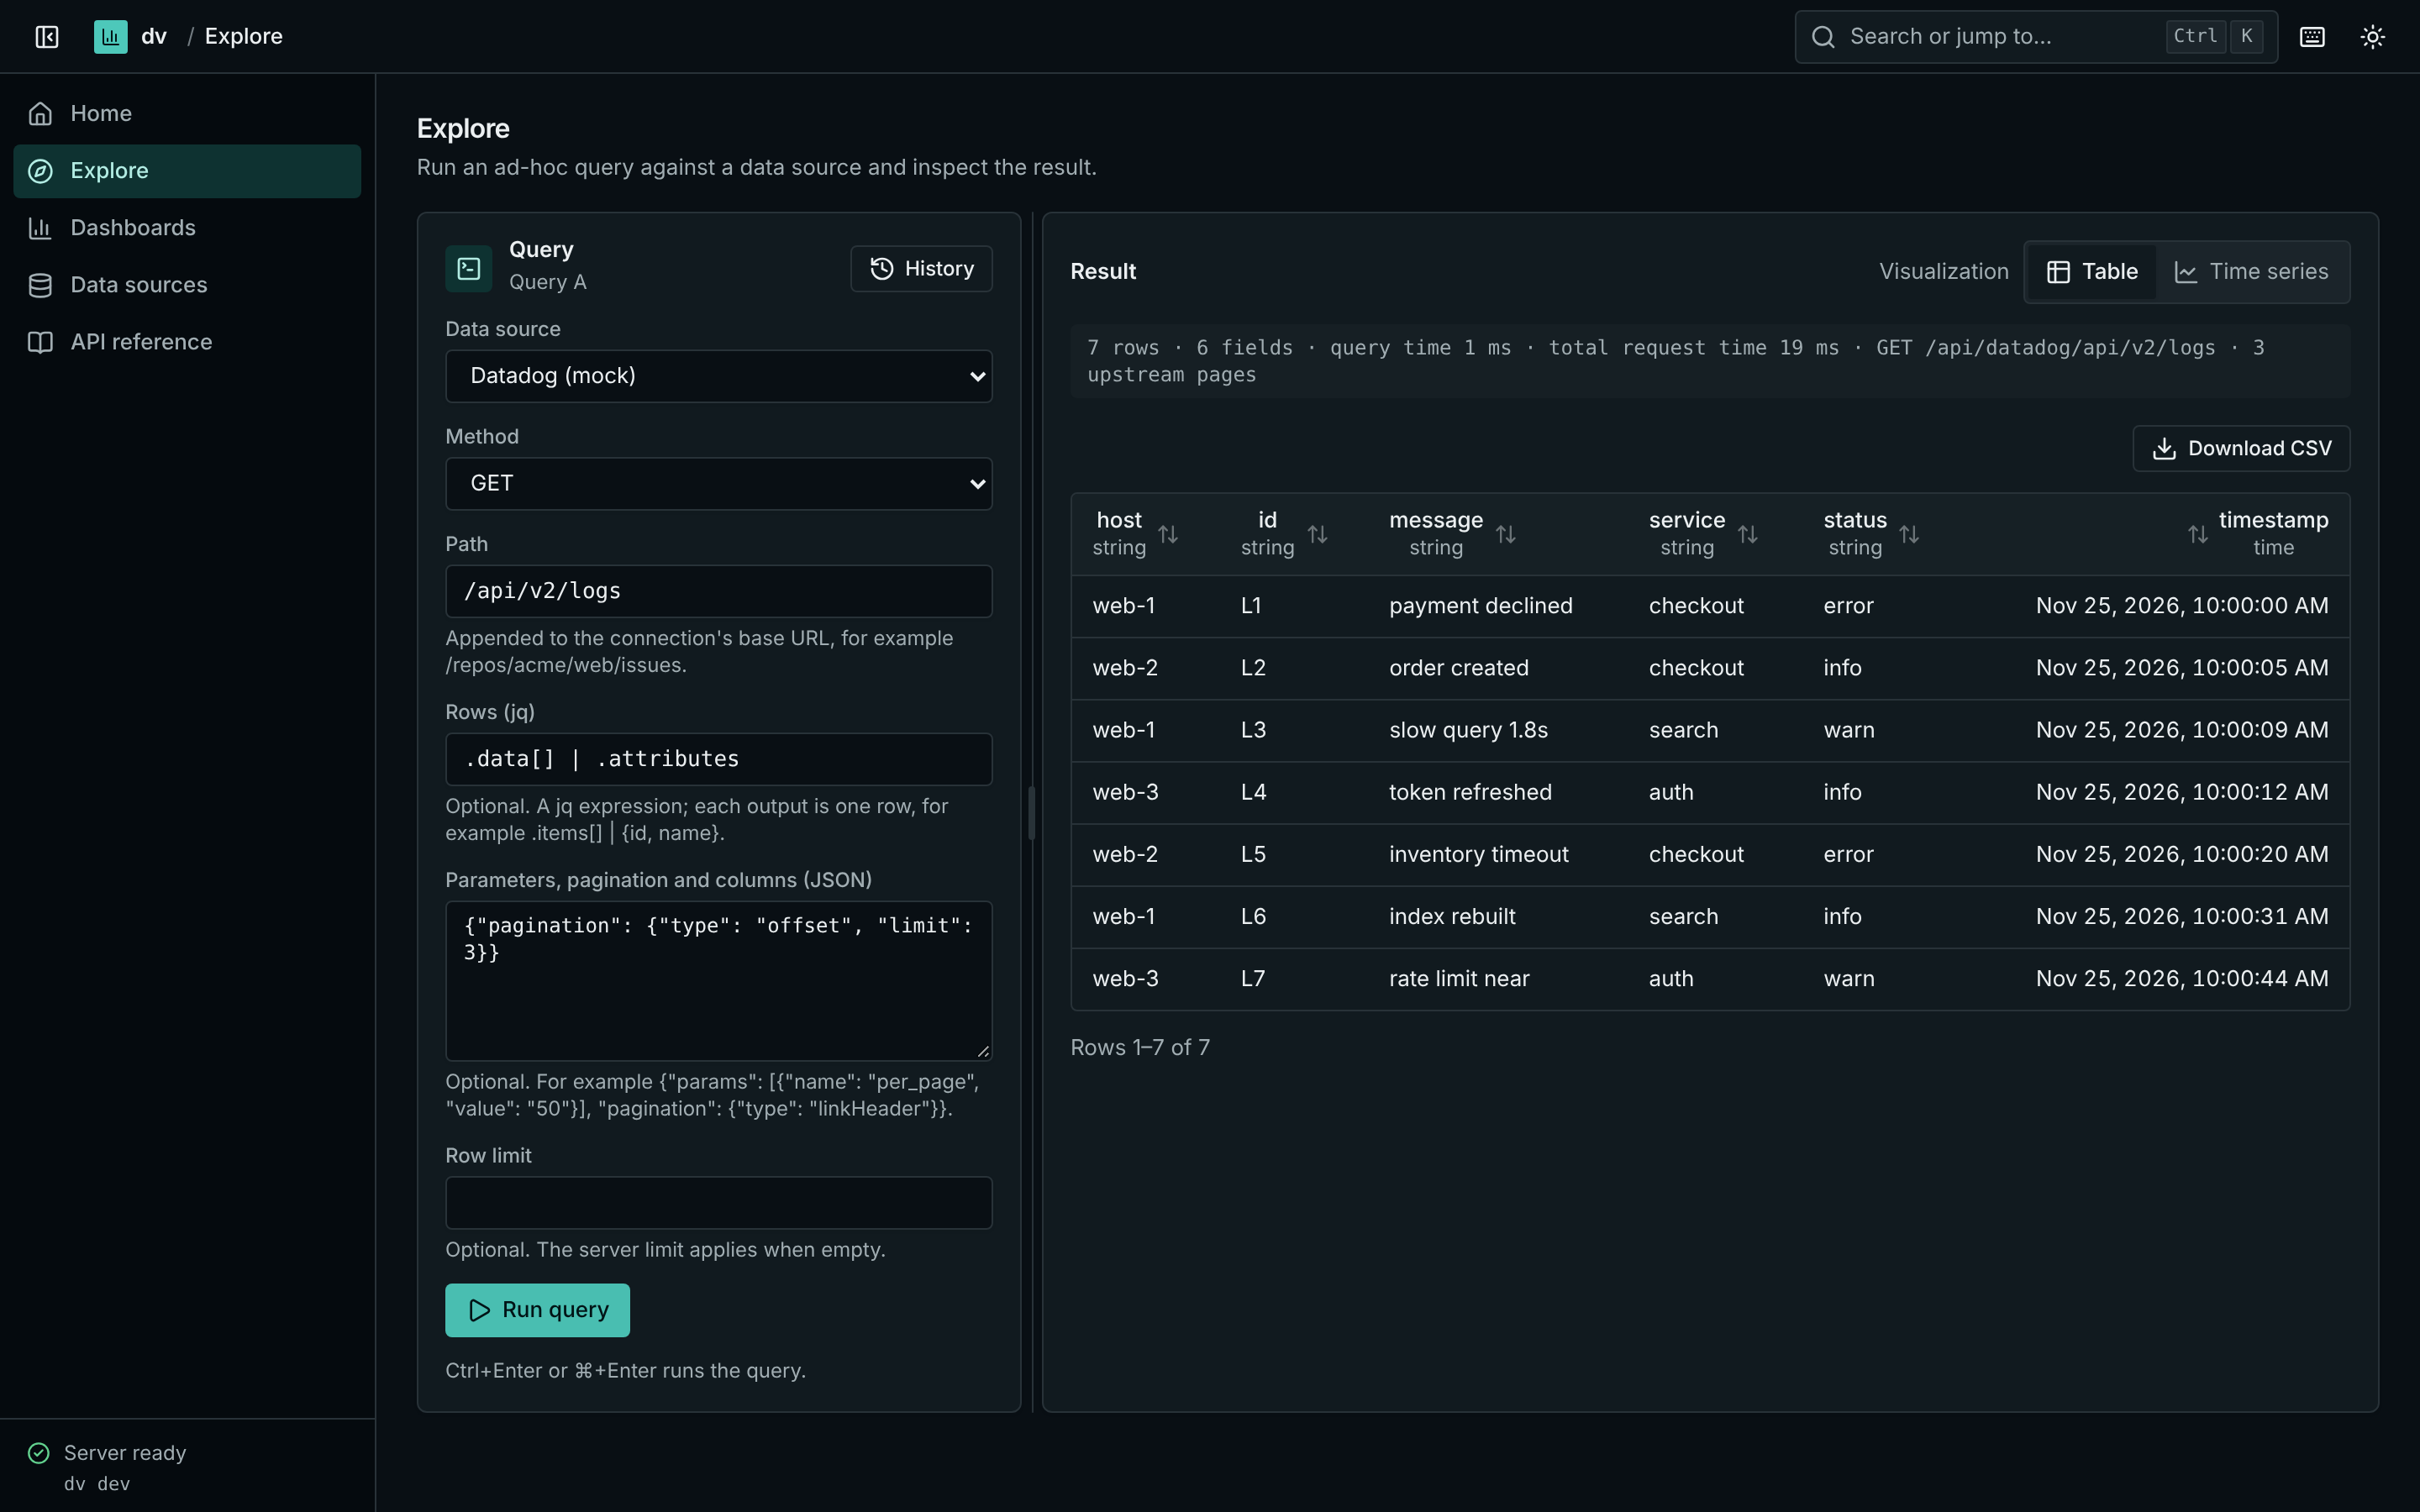 dv / Explore
Search or jump to... Ctrl K
Home
Explore
Dashboards
Data sources
API reference
Server ready
dv dev
Explore
Run an ad-hoc query against a data source and inspect the result.
Query
Query A
History
Data source
Datadog (mock)
Method
GET
Path
/api/v2/logs
Appended to the connection's base URL, for example
/repos/acme/web/issues.
Rows (jq)
.data[] | .attributes
Optional. A jq expression; each output is one row, for
example .items[] | {id, name}.
Parameters, pagination and columns (JSON)
{"pagination": {"type": "offset", "limit":
3}}
Optional. For example {"params": [{"name": "per_page",
"value": "50"}], "pagination": {"type": "linkHeader"}}.
Row limit
Optional. The server limit applies when empty.
Run query
Ctrl+Enter or ⌘+Enter runs the query.
Result
Visualization Table Time series
7 rows · 6 fields · query time 1 ms · total request time 19 ms · GET /api/datadog/api/v2/logs · 3
upstream pages
Download CSV
host id message service status timestamp
string string string string string time
web-1 L1 payment declined checkout error Nov 25, 2026, 10:00:00 AM
web-2 L2 order created checkout info Nov 25, 2026, 10:00:05 AM
web-1 L3 slow query 1.8s search warn Nov 25, 2026, 10:00:09 AM
web-3 L4 token refreshed auth info Nov 25, 2026, 10:00:12 AM
web-2 L5 inventory timeout checkout error Nov 25, 2026, 10:00:20 AM
web-1 L6 index rebuilt search info Nov 25, 2026, 10:00:31 AM
web-3 L7 rate limit near auth warn Nov 25, 2026, 10:00:44 AM
Rows 1–7 of 7